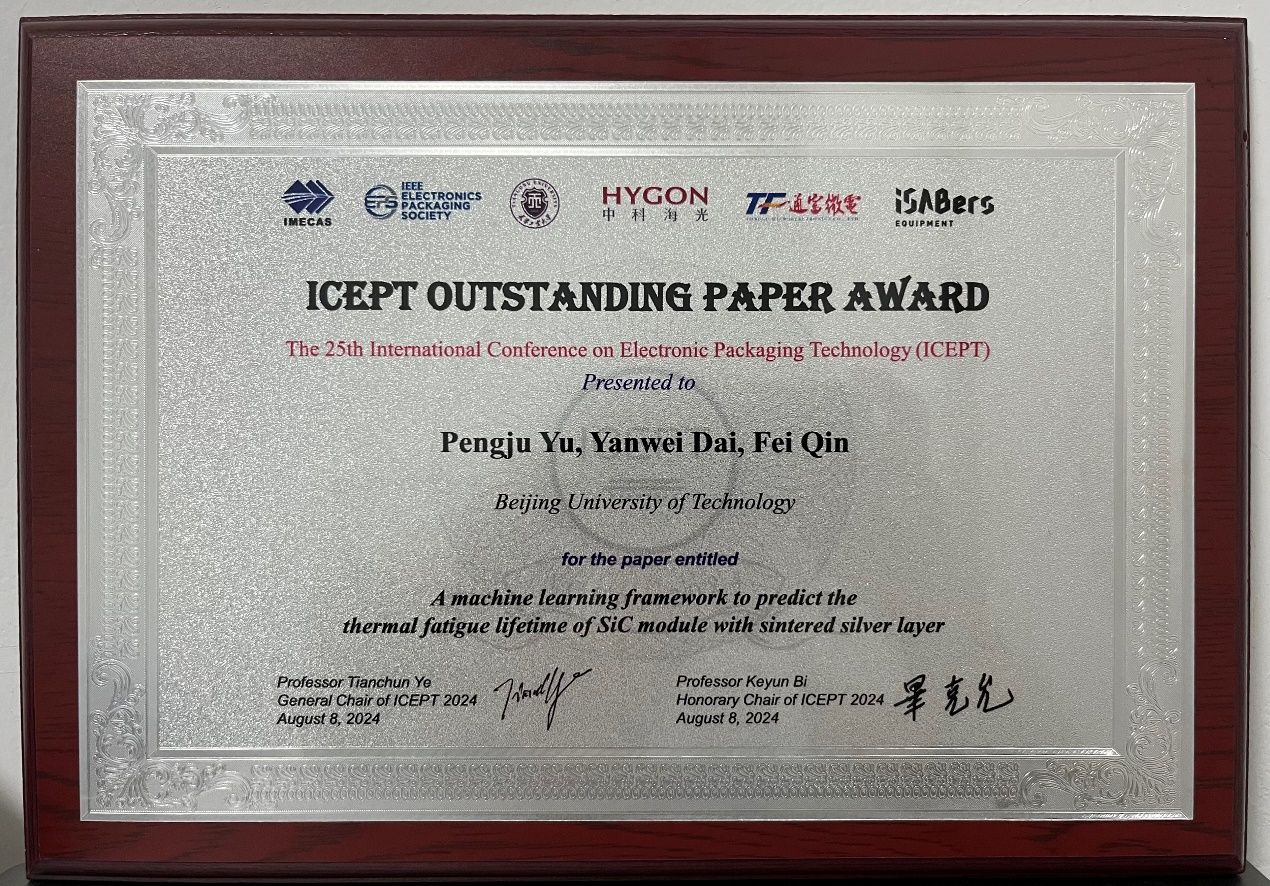 IMECAS
IEEE
ELECTRONICS
PACKAGING
SOCIETY
EPS
HYGON
中科海光
TF 通富微電
iSABers
EQUIPMENT
ICEPT OUTSTANDING PAPER AWARD
The 25th International Conference on Electronic Packaging Technology (ICEPT)
Presented to
Pengju Yu, Yanwei Dai, Fei Qin
Beijing University of Technology
for the paper entitled
A machine learning framework to predict the
thermal fatigue lifetime of SiC module with sintered silver layer
Professor Tianchun Ye
General Chair of ICEPT 2024
August 8, 2024
Professor Keyun Bi
Honorary Chair of ICEPT 2024
August 8, 2024
畢克允